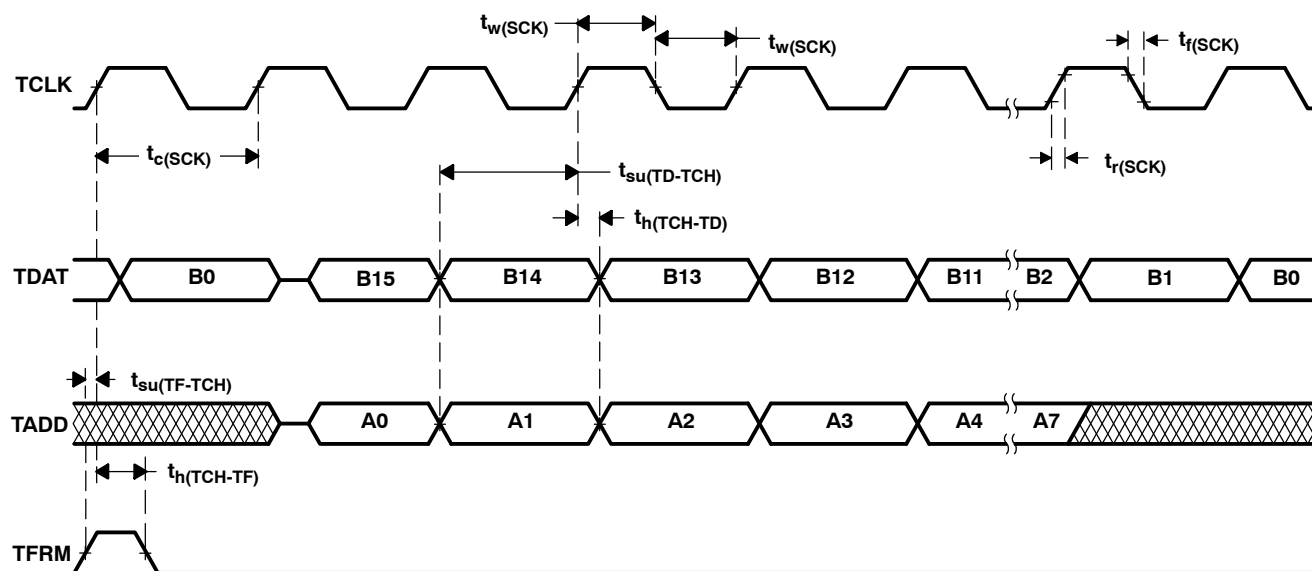 tw(SCK)
tw(SCK)
tf(SCK)
TCLK
tc(SCK)
tsu(TD-TCH)
tr(SCK)
th(TCH-TD)
TDAT B0 B15 B14 B13 B12 B11 B2 B1 B0
tsu(TF-TCH)
TADD A0 A1 A2 A3 A4 A7
th(TCH-TF)
TFRM